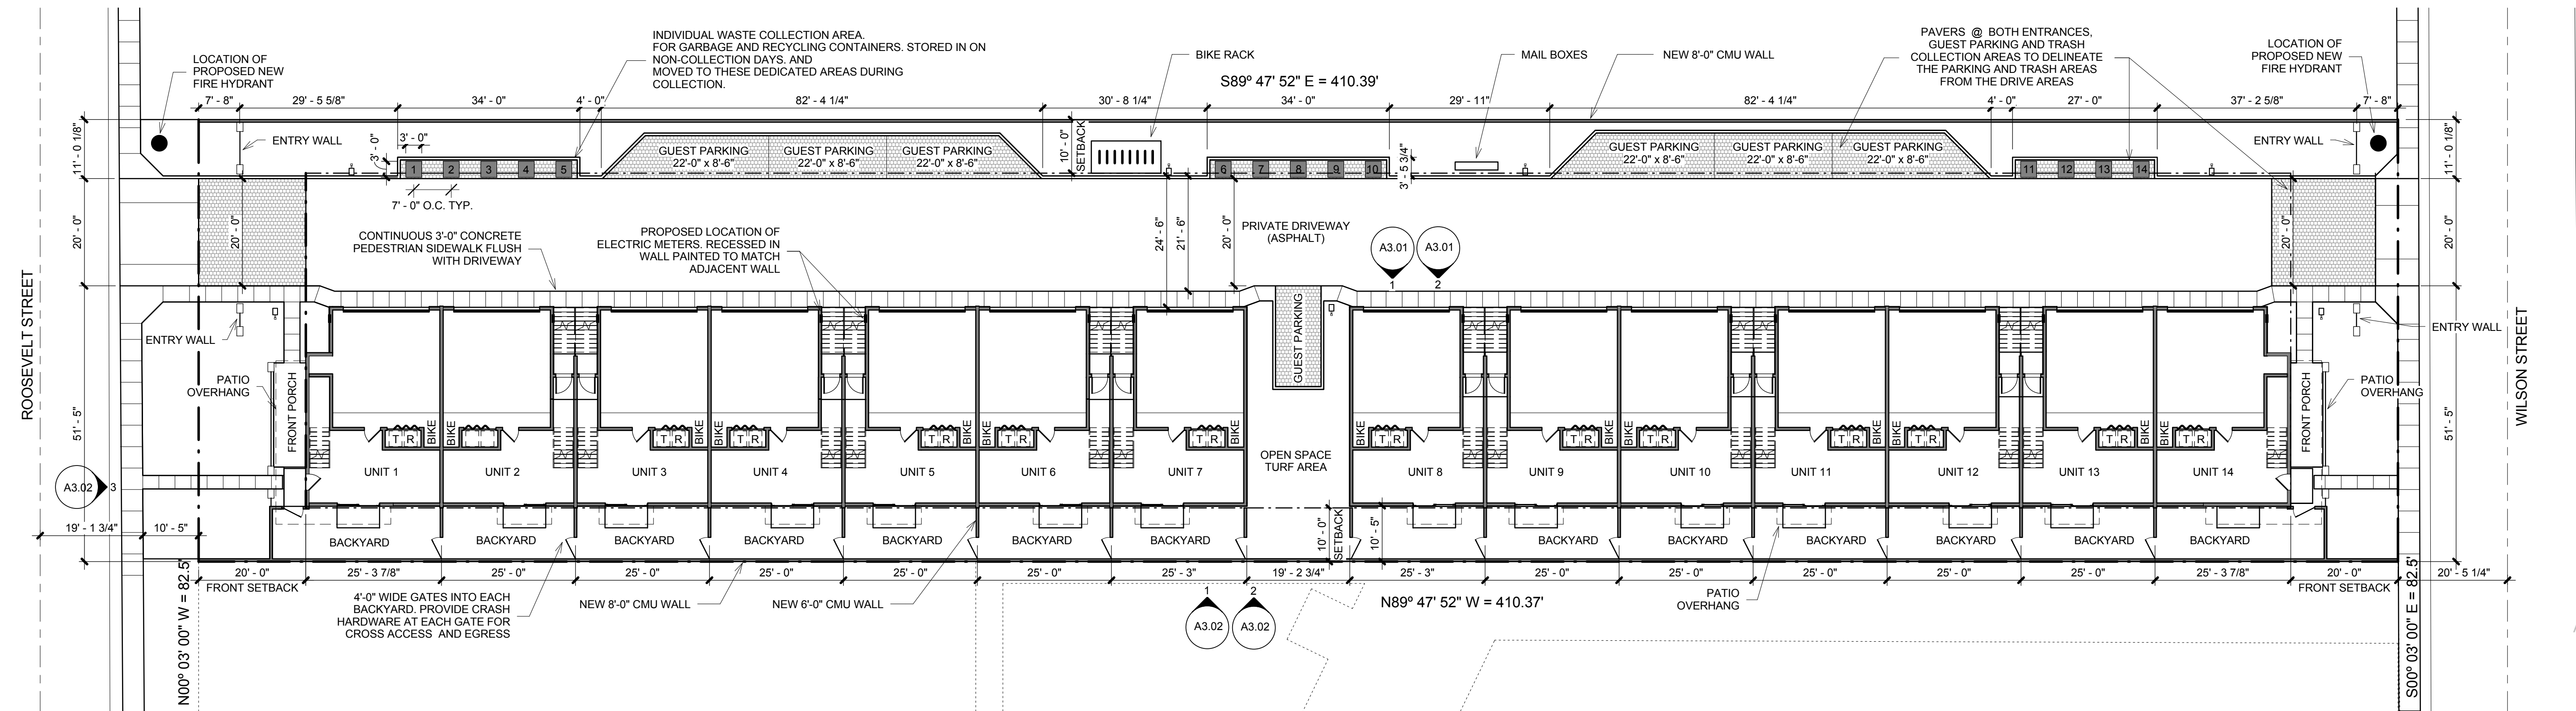 INDIVIDUAL WASTE COLLECTION AREA.
FOR GARBAGE AND RECYCLING CONTAINERS. STORED IN ON
NON-COLLECTION DAYS. AND
MOVED TO THESE DEDICATED AREAS DURING
COLLECTION.
LOCATION OF
PROPOSED NEW
FIRE HYDRANT
BIKE RACK
MAIL BOXES
NEW 8'-0" CMU WALL
PAVERS @ BOTH ENTRANCES,
GUEST PARKING AND TRASH
COLLECTION AREAS TO DELINEATE
THE PARKING AND TRASH AREAS
FROM THE DRIVE AREAS
LOCATION OF
PROPOSED NEW
FIRE HYDRANT
S89º 47' 52" E = 410.39'
7' - 8"
29' - 5 5/8"
34' - 0"
4' - 0"
82' - 4 1/4"
30' - 8 1/4"
34' - 0"
29' - 11"
82' - 4 1/4"
4' - 0"
27' - 0"
37' - 2 5/8"
7' - 8"
11' - 0 1/8"
ENTRY WALL
3' - 0"
3' - 0"
GUEST PARKING
22'-0" x 8'-6"
GUEST PARKING
22'-0" x 8'-6"
GUEST PARKING
22'-0" x 8'-6"
10' - 0"
SETBACK
3' - 5 3/4"
GUEST PARKING
22'-0" x 8'-6"
GUEST PARKING
22'-0" x 8'-6"
GUEST PARKING
22'-0" x 8'-6"
ENTRY WALL
11' - 0 1/8"
1 2 3 4 5
6 7 8 9 10
11 12 13 14
7' - 0" O.C. TYP.
20' - 0"
20' - 0"
CONTINUOUS 3'-0" CONCRETE
PEDESTRIAN SIDEWALK FLUSH
WITH DRIVEWAY
PROPOSED LOCATION OF
ELECTRIC METERS. RECESSED IN
WALL PAINTED TO MATCH
ADJACENT WALL
24' - 6"
21' - 6"
20' - 0"
PRIVATE DRIVEWAY
(ASPHALT)
A3.01
1
A3.01
2
20' - 0"
20' - 0"
ROOSEVELT STREET
WILSON STREET
ENTRY WALL
PATIO
OVERHANG
FRONT PORCH
51' - 5"
GUEST PARKING
ENTRY WALL
PATIO
OVERHANG
FRONT PORCH
51' - 5"
T R BIKE
BIKE
T R BIKE
BIKE T R
T R BIKE
BIKE T R
T R BIKE
BIKE T R
T R BIKE
BIKE T R
T R BIKE
BIKE T R
T R BIKE
BIKE T R
UNIT 1
UNIT 2
UNIT 3
UNIT 4
UNIT 5
UNIT 6
UNIT 7
OPEN SPACE
TURF AREA
UNIT 8
UNIT 9
UNIT 10
UNIT 11
UNIT 12
UNIT 13
UNIT 14
A3.02
3
19' - 1 3/4"
10' - 5"
BACKYARD
BACKYARD
BACKYARD
BACKYARD
BACKYARD
BACKYARD
BACKYARD
10' - 0"
SETBACK
10' - 5"
BACKYARD
BACKYARD
BACKYARD
BACKYARD
BACKYARD
BACKYARD
BACKYARD
20' - 0"
FRONT SETBACK
25' - 3 7/8"
25' - 0"
25' - 0"
25' - 0"
25' - 0"
25' - 0"
25' - 3"
19' - 2 3/4"
25' - 3"
25' - 0"
25' - 0"
25' - 0"
25' - 0"
25' - 0"
25' - 3 7/8"
20' - 0"
FRONT SETBACK
20' - 5 1/4"
N00º 03' 00" W = 82.5'
4'-0" WIDE GATES INTO EACH
BACKYARD. PROVIDE CRASH
HARDWARE AT EACH GATE FOR
CROSS ACCESS AND EGRESS
NEW 8'-0" CMU WALL
NEW 6'-0" CMU WALL
1
A3.02
2
A3.02
N89º 47' 52" W = 410.37'
PATIO
OVERHANG
S00º 03' 00" E = 82.5'